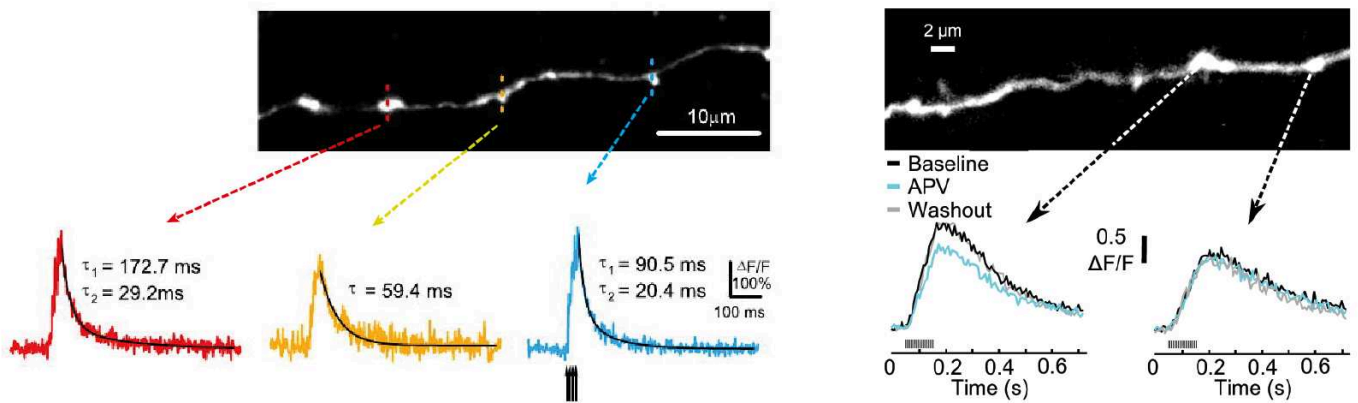 10μm
2 μm
Baseline
APV
Washout
τ1 = 172.7 ms
τ2 = 29.2ms
τ = 59.4 ms
τ1 = 90.5 ms
τ2 = 20.4 ms
ΔF/F
100%
100 ms
0.5
ΔF/F
0 0.2 0.4 0.6
Time (s)
0 0.2 0.4 0.6
Time (s)